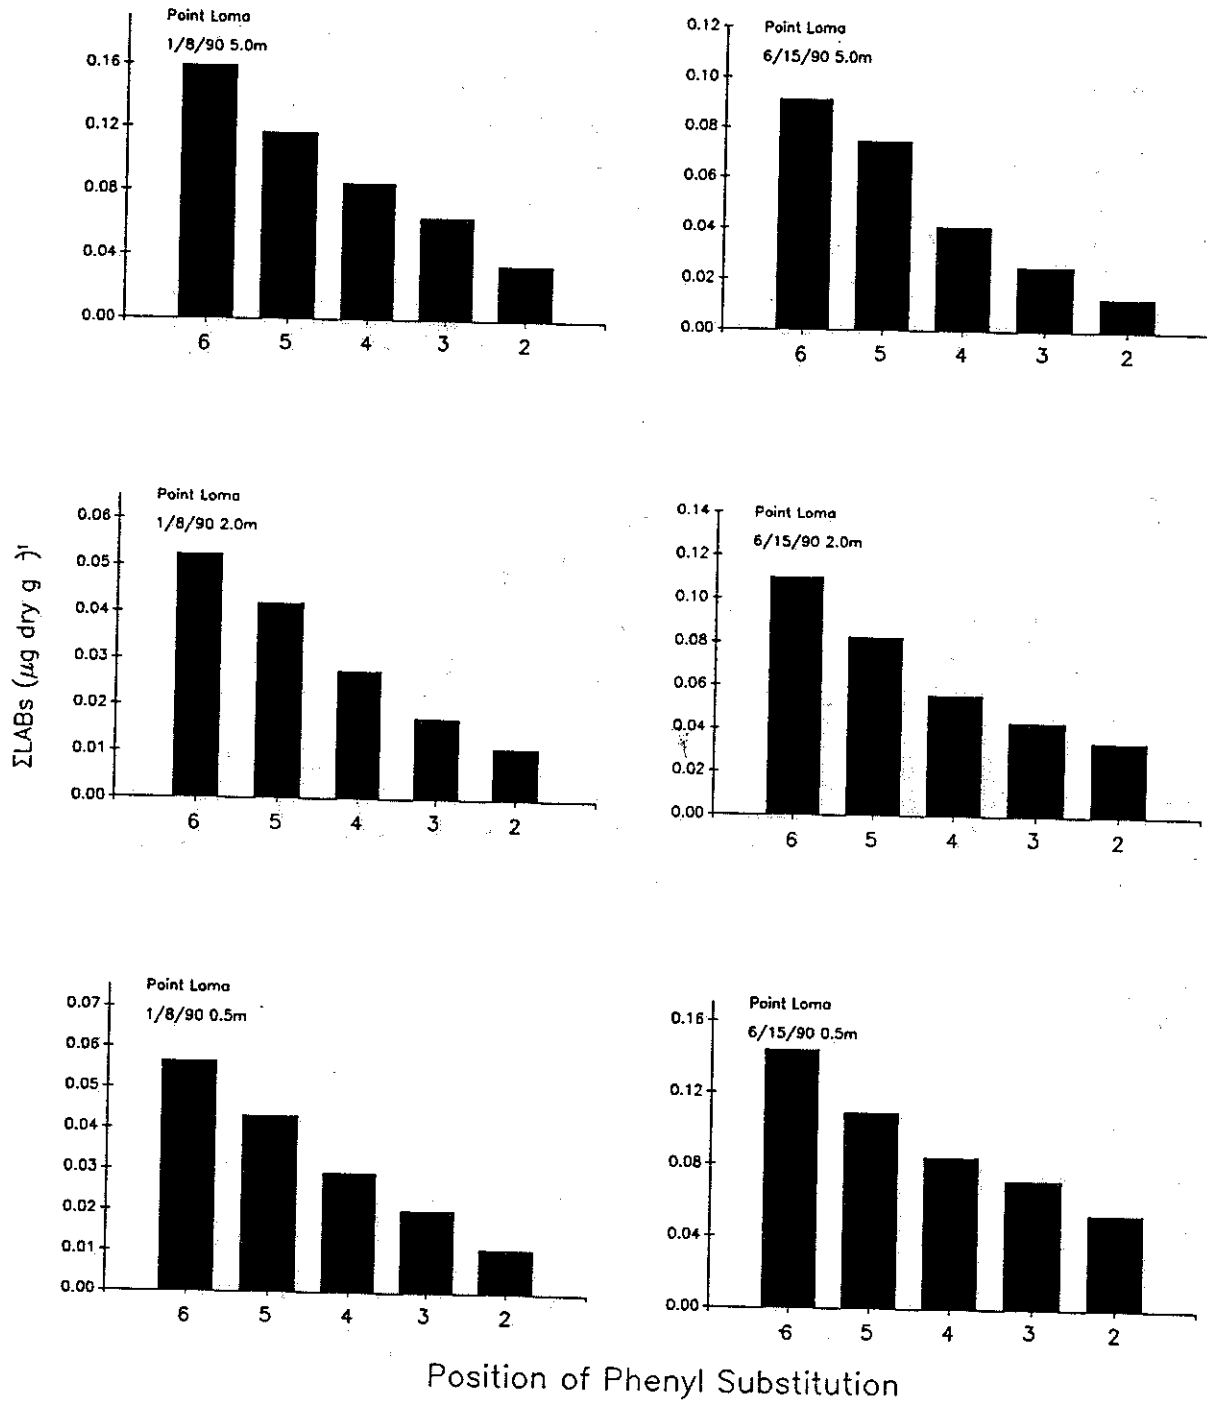 Point Loma
1/8/90 5.0m
0.16
0.12
0.08
0.04
0.00
6 5 4 3 2
Point Loma
6/15/90 5.0m
0.12
0.10
0.08
0.06
0.04
0.02
0.00
6 5 4 3 2
ΣLABs (μg dry g )¹
Point Loma
1/8/90 2.0m
0.06
0.05
0.04
0.03
0.02
0.01
0.00
6 5 4 3 2
Point Loma
6/15/90 2.0m
0.14
0.12
0.10
0.08
0.06
0.04
0.02
0.00
6 5 4 3 2
Point Loma
1/8/90 0.5m
0.07
0.06
0.05
0.04
0.03
0.02
0.01
0.00
6 5 4 3 2
Point Loma
6/15/90 0.5m
0.16
0.12
0.08
0.04
0.00
6 5 4 3 2
Position of Phenyl Substitution